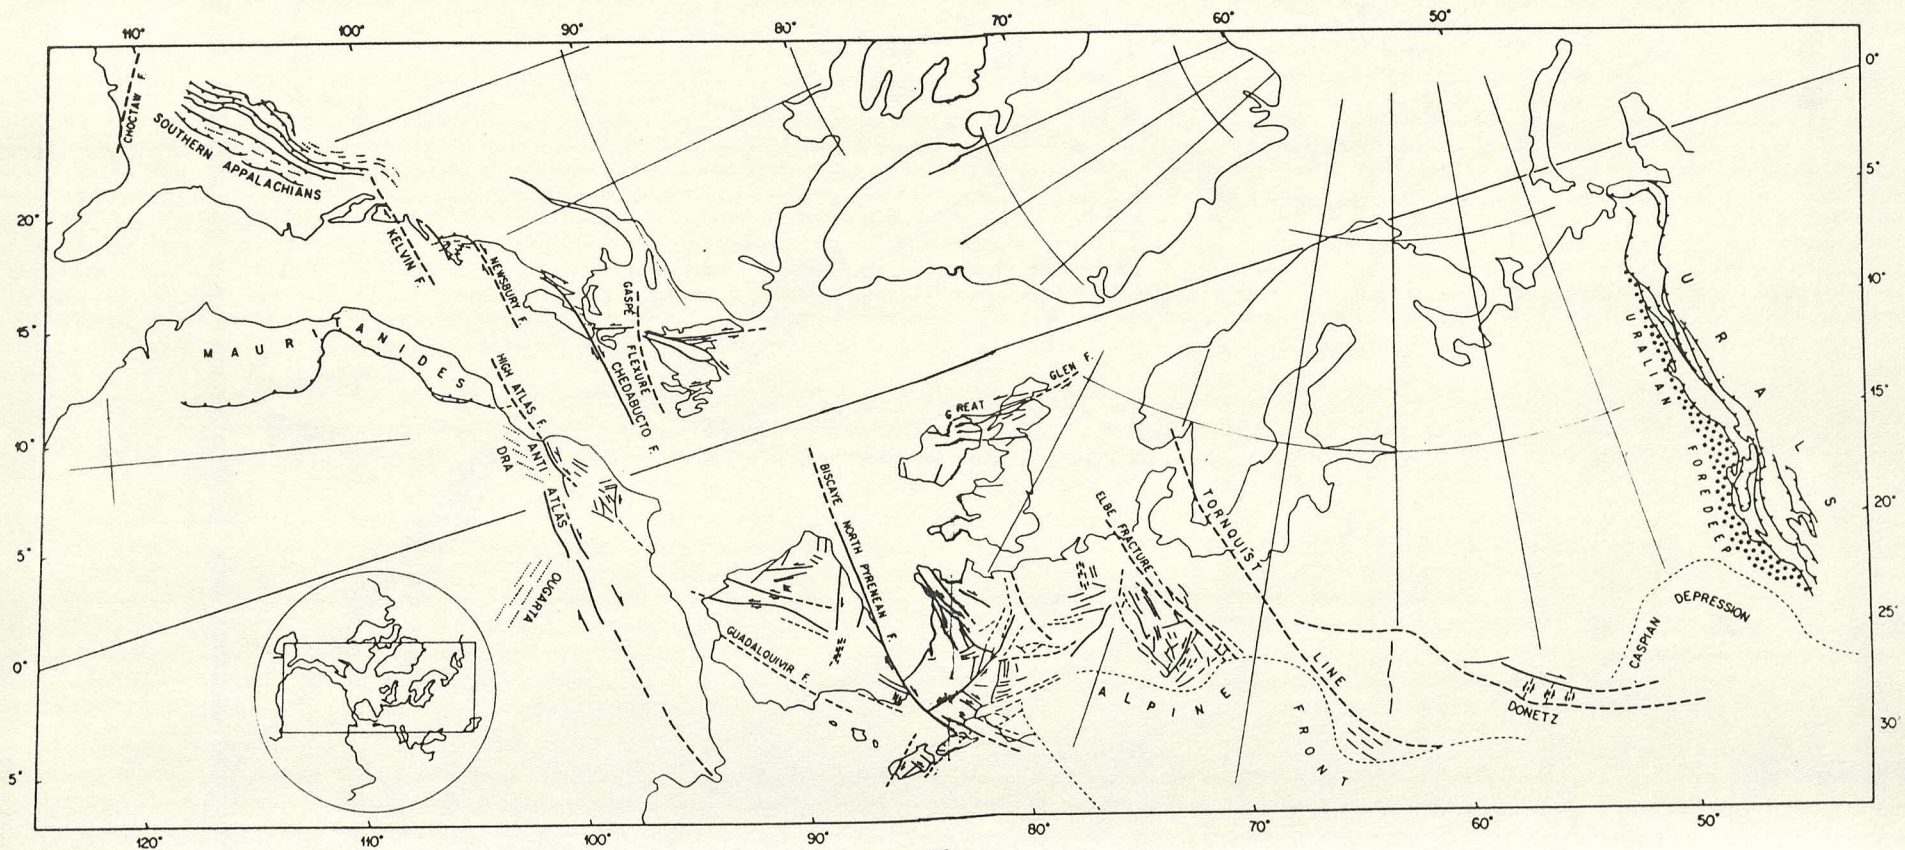 110° 100° 90° 80° 70° 60° 50°
0°
5°
10°
15°
20°
25'
30'
20°
15°
10°
5°
0°
5°
120° 110° 100° 90° 80° 70° 50°
CHOCTAW F.
SOUTHERN APPALACHIANS
KELVIN F.
NEWSBURY F.
GASPÉ FLEXURE
CHEDABUCTO F.
MAURITANIDES
HIGH ATLAS F.
ANTI ATLAS
DRA
OUGARTA
GREAT GLEN F.
BISCAYE NORTH PYRENEAN F.
GUADALQUIVIR F.
ELBE FRACTURE
TORNQUIST LINE
ALPINE FRONT
DONETZ
CASPIAN DEPRESSION
URALIAN FOREDEEP
URALS